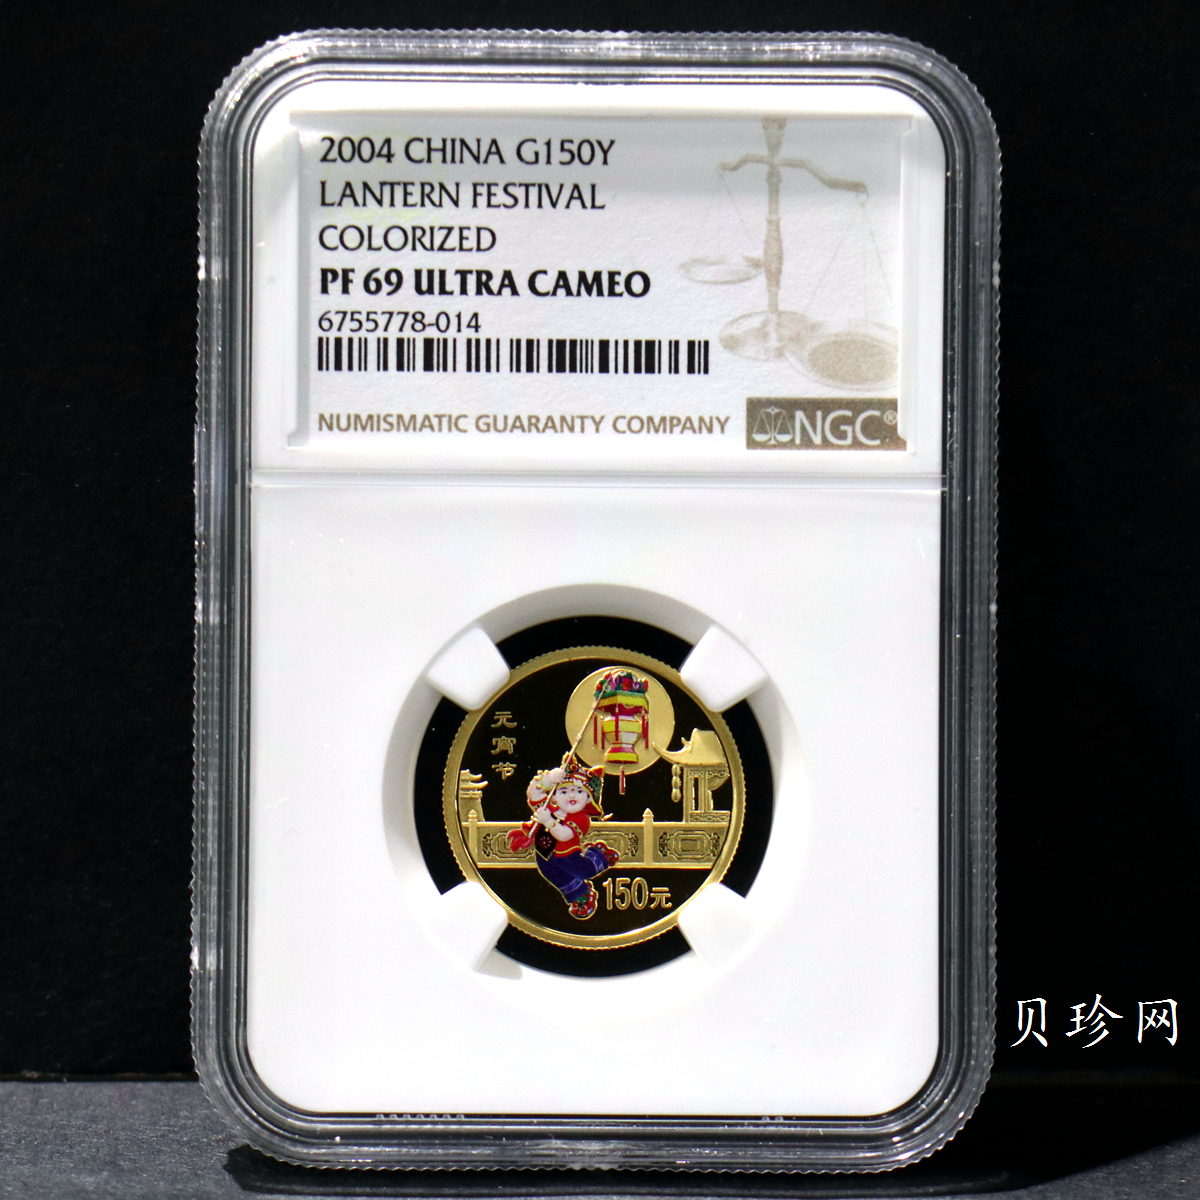 2004 CHINA G150Y
LANTERN FESTIVAL
COLORIZED
PF 69 ULTRA CAMEO
6755778-014
NUMISMATIC GUARANTY COMPANY
NGC®
元宵节
150元
贝珍网